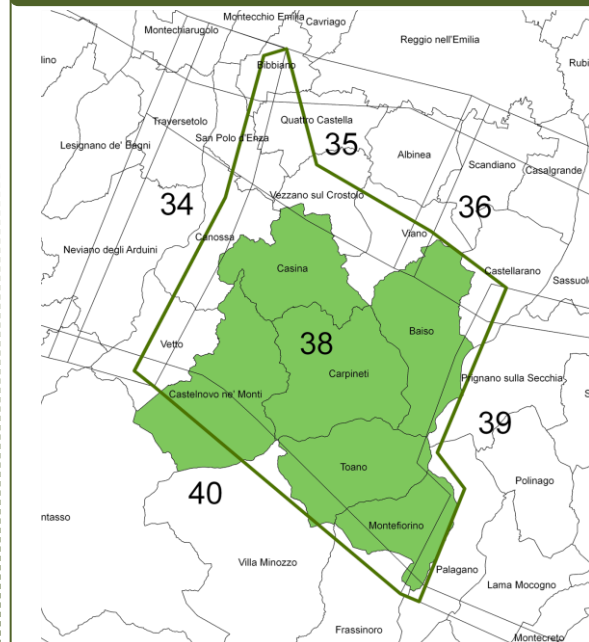 Montecchio Emilia
Cavriago
Montechiarugolo
Reggio nell'Emilia
lino
Bibbiano
Rubi
Traversetolo
Quattro Castella
San Polo d'Enza
35
Lesignano de' Bagni
Albinea
Scandiano
Casalgrande
34
Vezzano sul Crostolo
36
Canossa
Viano
Neviano degli Arduini
Casina
Castellarano
Sassuolo
Baiso
Vetto
38
Carpineti
Prignano sulla Secchia
Castelnovo ne' Monti
S
39
Toano
Polinago
40
Montefiorino
ntasso
Villa Minozzo
Palagano
Lama Mocogno
Frassinoro
Montecreto